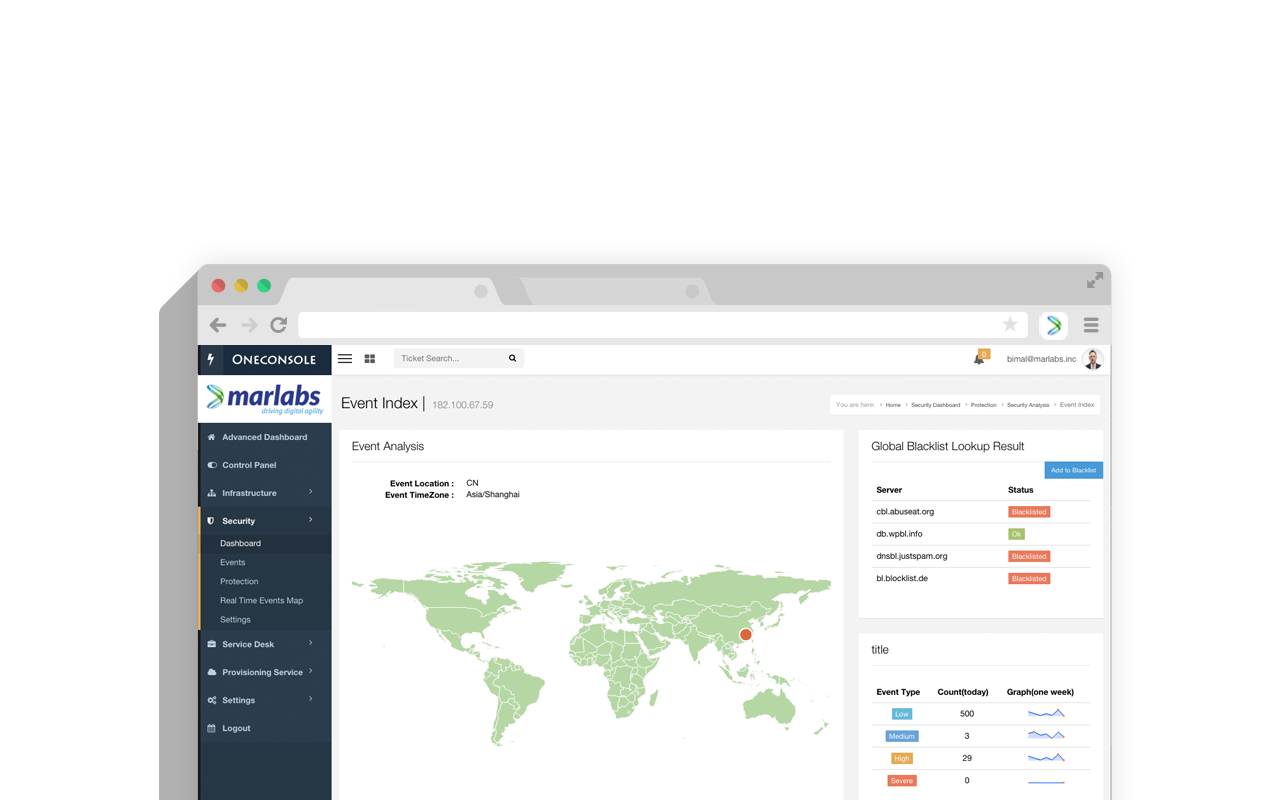 ONECONSOLE
Ticket Search...
0
bimal@marlabs.inc
marlabs
driving digital agility
Event Index | 182.100.67.59
You are here: > Home > Security Dashboard > Protection > Security Analysis > Event Index
Advanced Dashboard
Control Panel
Infrastructure
Security
Dashboard
Events
Protection
Real Time Events Map
Settings
Service Desk
Provisioning Service
Settings
Logout
Event Analysis
Event Location : CN
Event TimeZone : Asia/Shanghai
Global Blacklist Lookup Result
Add to Blacklist
Server Status
cbl.abuseat.org Blacklisted
db.wpbl.info Ok
dnsbl.justspam.org Blacklisted
bl.blocklist.de Blacklisted
title
Event Type Count(today) Graph(one week)
Low 500
Medium 3
High 29
Severe 0